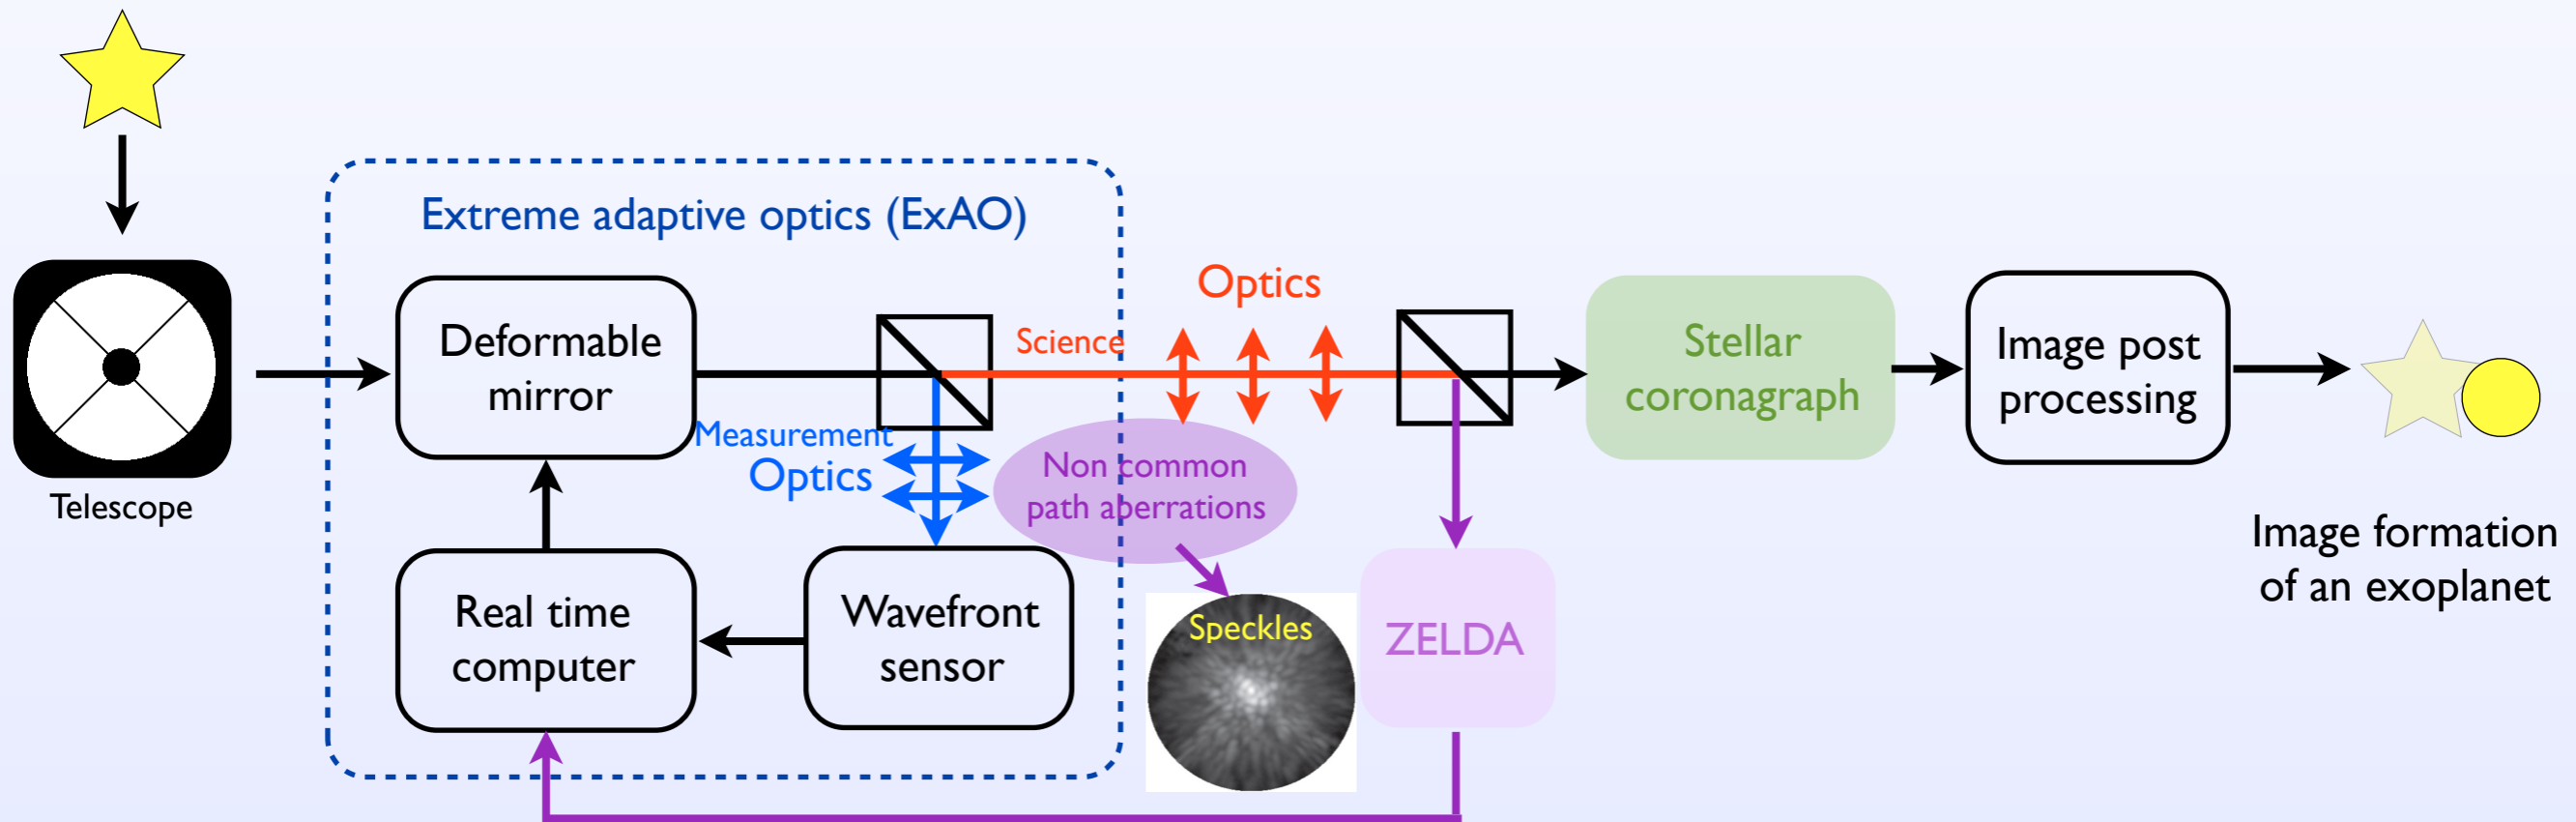 Extreme adaptive optics (ExAO)
Telescope
Deformable
mirror
Measurement
Optics
Science
Optics
Non common
path aberrations
Real time
computer
Wavefront
sensor
Speckles
ZELDA
Stellar
coronagraph
Image post
processing
Image formation
of an exoplanet